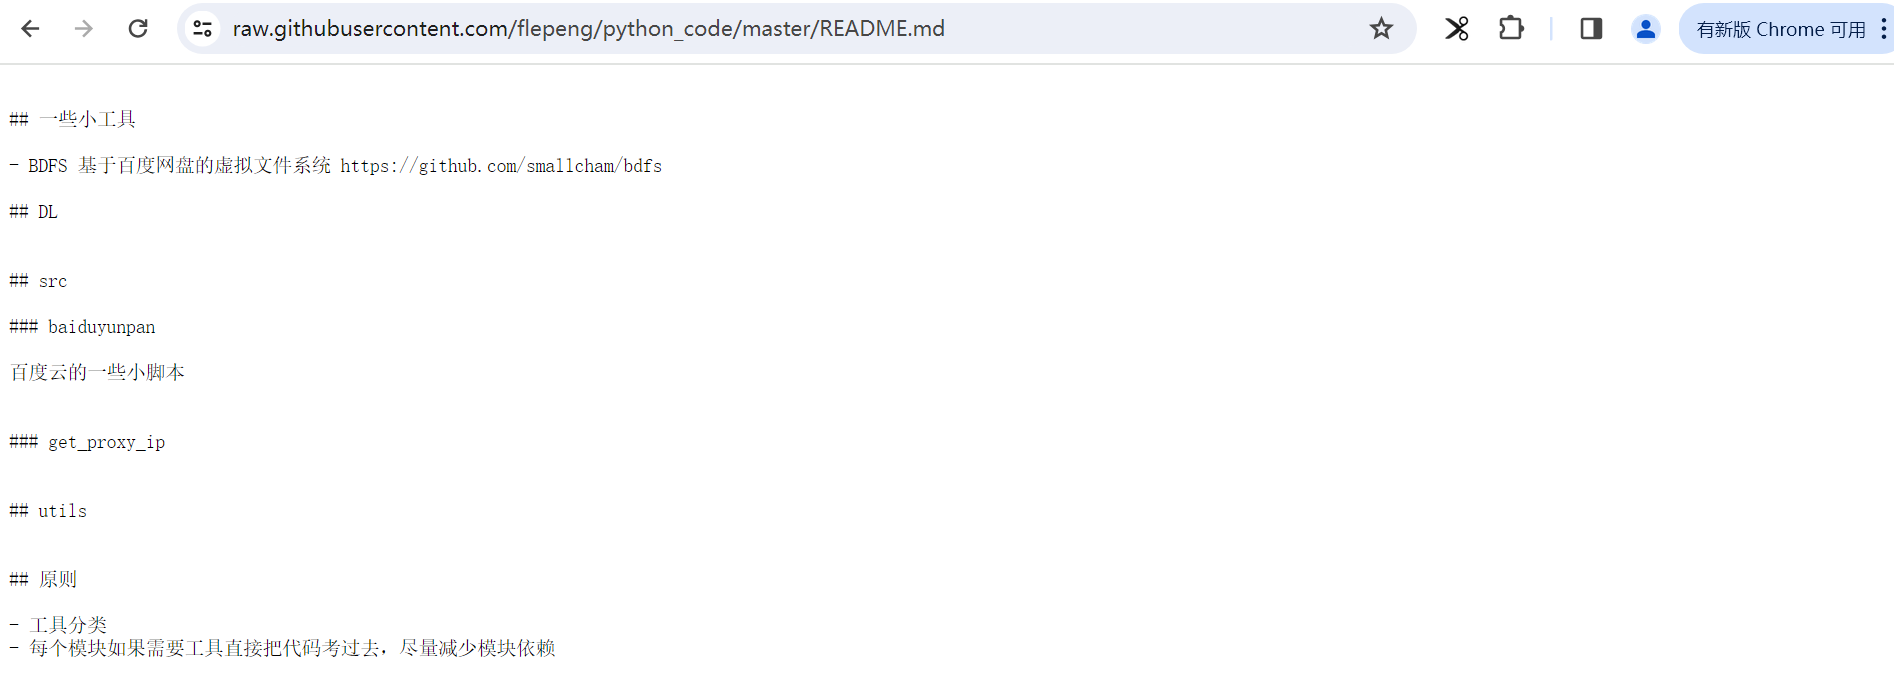 raw.githubusercontent.com/flepeng/python_code/master/README.md
有新版 Chrome 可用
## 一些小工具
- BDFS 基于百度网盘的虚拟文件系统 https://github.com/smallcham/bdfs
## DL
## src
### baiduyunpan
百度云的一些小脚本
### get_proxy_ip
## utils
## 原则
- 工具分类
- 每个模块如果需要工具直接把代码考过去，尽量减少模块依赖